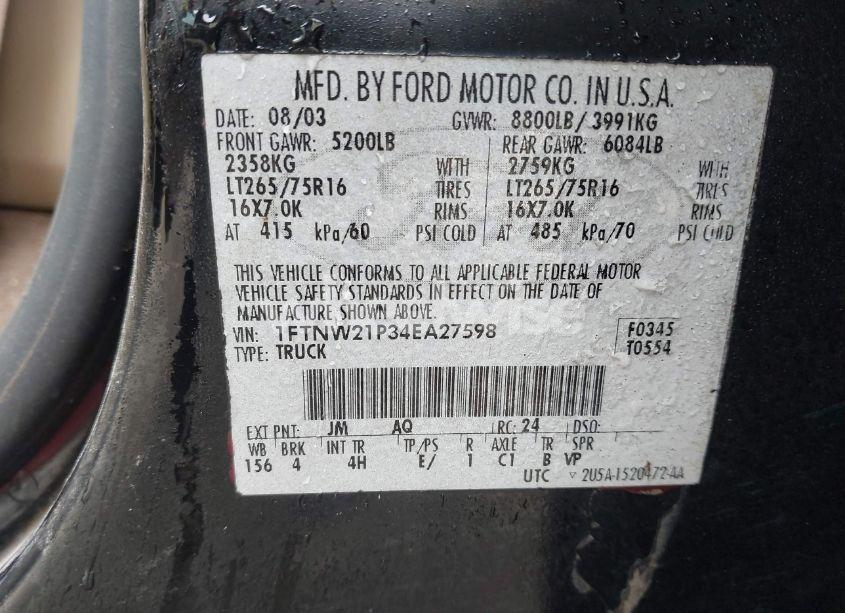 MFD. BY FORD MOTOR CO. IN U.S.A.
DATE: 08/03 GVWR: 8800LB/3991KG
FRONT GAWR: 5200LB REAR GAWR: 6084LB
2358KG WITH 2759KG WITH
LT265/75R16 TIRES LT265/75R16 TIRES
16X7.0K RIMS 16X7.0K RIMS
AT 415 kPa/60 PSI COLD AT 485 kPa/70 PSI COLD
THIS VEHICLE CONFORMS TO ALL APPLICABLE FEDERAL MOTOR
VEHICLE SAFETY STANDARDS IN EFFECT ON THE DATE OF
MANUFACTURE SHOWN ABOVE.
VIN: 1FTNW21P34EA27598 F0345
TYPE: TRUCK T0554
EXT PNT: JM AQ RC: 24 DSO:
WB BRK INT TR TP/PS R AXLE TR SPR
156 4 4H E/ 1 C1 B VP
UTC ▽ 2U5A-1520472-AA